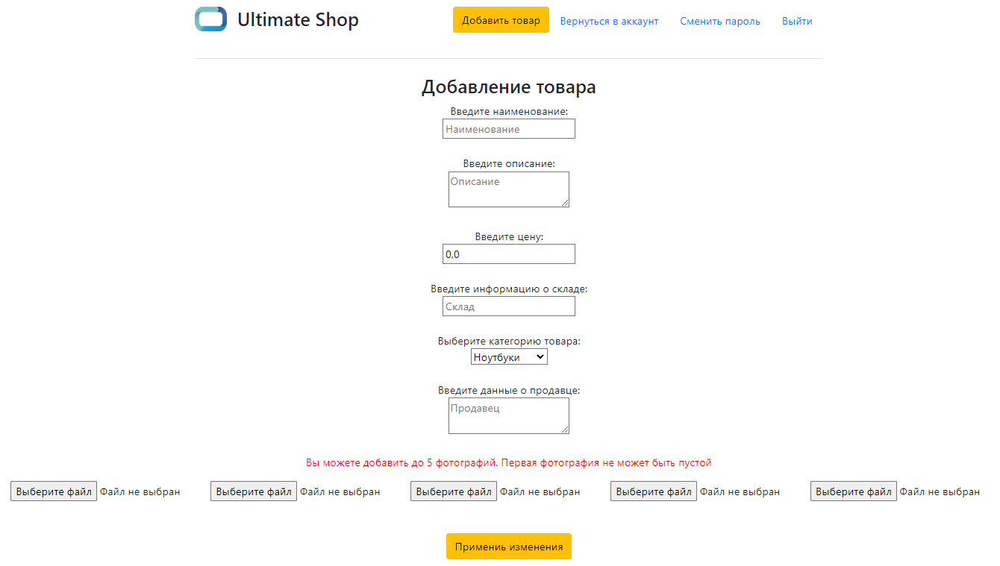 Ultimate Shop
Добавить товар Вернуться в аккаунт Сменить пароль Выйти
Добавление товара
Введите наименование:
Наименование
Введите описание:
Описание
Введите цену:
0,0
Введите информацию о складе:
Склад
Выберите категорию товара:
Ноутбуки
Введите данные о продавце:
Продавец
Вы можете добавить до 5 фотографий. Первая фотография не может быть пустой
Выберите файл Файл не выбран Выберите файл Файл не выбран Выберите файл Файл не выбран Выберите файл Файл не выбран Выберите файл Файл не выбран
Применить изменения